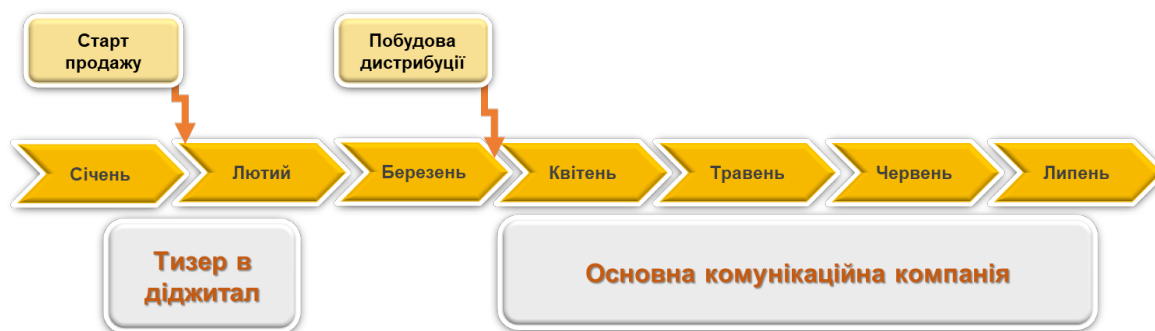 Старт
продажу
Побудова
дистрибуції
Січень
Лютий
Березень
Квітень
Травень
Червень
Липень
Тизер в
діджитал
Основна комунікаційна компанія